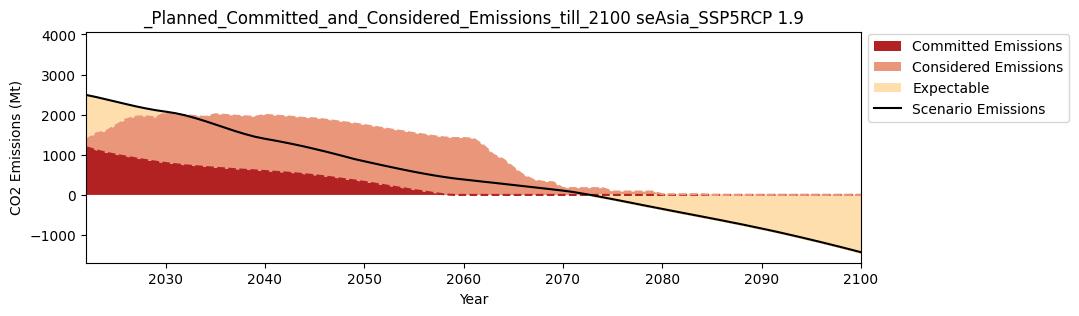 _Planned_Committed_and_Considered_Emissions_till_2100 seAsia_SSP5RCP 1.9
4000
3000
2000
1000
0
−1000
CO2 Emissions (Mt)
2030 2040 2050 2060 2070 2080 2090 2100
Year
Committed Emissions
Considered Emissions
Expectable
Scenario Emissions